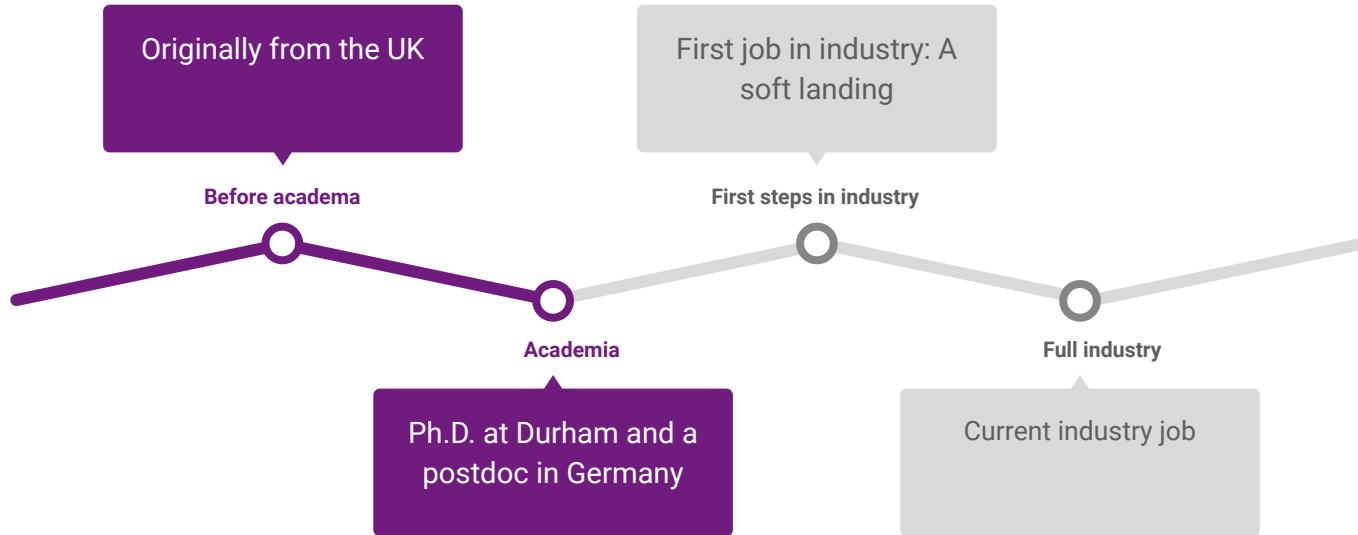 Originally from the UK
First job in industry: A
soft landing
Before academa
First steps in industry
Academia
Full industry
Ph.D. at Durham and a
postdoc in Germany
Current industry job